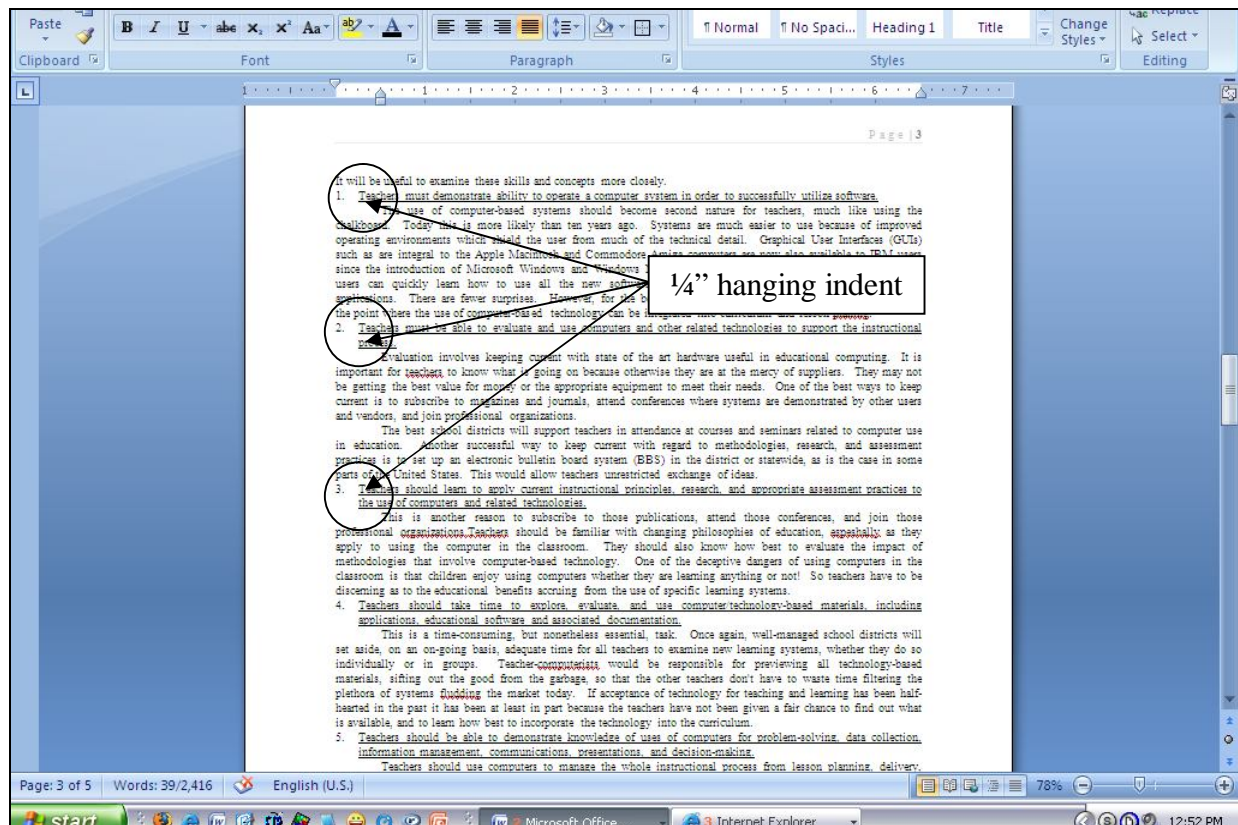 Paste
B I U abc x₂ x² Aa ab A
¶ Normal ¶ No Spaci... Heading 1 Title
Change Styles
Replace
Select
Clipboard Font Paragraph Styles Editing
1 1 2 3 4 5 6 7
Page | 3
It will be useful to examine these skills and concepts more closely.
1. Teachers must demonstrate ability to operate a computer system in order to successfully utilize software.
The use of computer-based systems should become second nature for teachers, much like using the
chalkboard. Today this is more likely than ten years ago. Systems are much easier to use because of improved
operating environments which shield the user from much of the technical detail. Graphical User Interfaces (GUIs)
such as are integral to the Apple Macintosh and Commodore Amiga computers are now also available to IBM users
since the introduction of Microsoft Windows and Windows
users can quickly learn how to use all the new
applications. There are fewer surprises. However, for the
the point where the use of computer-based technology can be integrated into curriculum and lesson
¼” hanging indent
2. Teachers must be able to evaluate and use computers and other related technologies to support the instructional
process.
Evaluation involves keeping current with state of the art hardware useful in educational computing. It is
important for teechers to know what is going on because otherwise they are at the mercy of suppliers. They may not
be getting the best value for money or the appropriate equipment to meet their needs. One of the best ways to keep
current is to subscribe to magazines and journals, attend conferences where systems are demonstrated by other users
and vendors, and join professional organizations.
The best school districts will support teachers in attendance at courses and seminars related to computer use
in education. Another successful way to keep current with regard to methodologies, research, and assessment
practices is to set up an electronic bulletin board system (BBS) in the district or statewide, as is the case in some
parts of the United States. This would allow teachers unrestricted exchange of ideas.
3. Teachers should learn to apply current instructional principles, research, and appropriate assessment practices to
the use of computers and related technologies.
This is another reason to subscribe to those publications, attend those conferences, and join those
professional organizations.Teachers should be familiar with changing philosophies of education, espeshally as they
apply to using the computer in the classroom. They should also know how best to evaluate the impact of
methodologies that involve computer-based technology. One of the deceptive dangers of using computers in the
classroom is that children enjoy using computers whether they are learning anything or not! So teachers have to be
discerning as to the educational benefits accruing from the use of specific learning systems.
4. Teachers should take time to explore, evaluate, and use computer/technology-based materials, including
applications, educational software and associated documentation.
This is a time-consuming, but nonetheless essential, task. Once again, well-managed school districts will
set aside, on an on-going basis, adequate time for all teachers to examine new learning systems, whether they do so
individually or in groups. Teacher-computerists would be responsible for previewing all technology-based
materials, sifting out the good from the garbage, so that the other teachers don't have to waste time filtering the
plethora of systems fludding the market today. If acceptance of technology for teaching and learning has been half-
hearted in the past it has been at least in part because the teachers have not been given a fair chance to find out what
is available, and to learn how best to incorporate the technology into the curriculum.
5. Teachers should be able to demonstrate knowledge of uses of computers for problem-solving, data collection,
information management, communications, presentations, and decision-making.
Teachers should use computers to manage the whole instructional process from lesson planning, delivery,
Page: 3 of 5 Words: 39/2,416 English (U.S.) 78%
start 2 Microsoft Office 3 Internet Explorer 12:52 PM